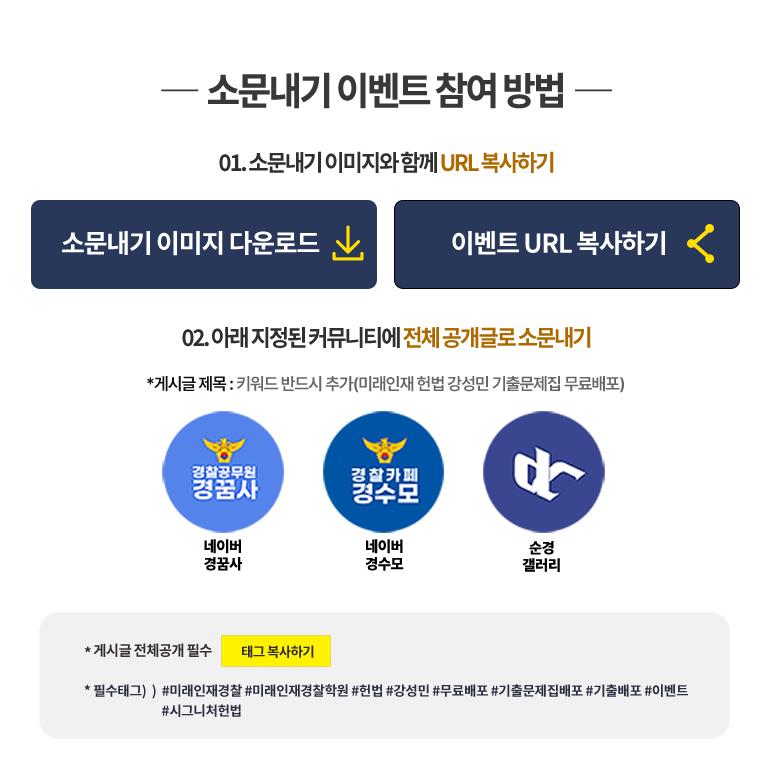 소문내기 이벤트 참여 방법
01. 소문내기 이미지와 함께 URL 복사하기
소문내기 이미지 다운로드
이벤트 URL 복사하기
02. 아래 지정된 커뮤니티에 전체 공개글로 소문내기
*게시글 제목 : 키워드 반드시 추가(미래인재 헌법 강성민 기출문제집 무료배포)
경찰공무원
경꿈사
경찰카페
경수모
dc
네이버
경꿈사
네이버
경수모
순경
갤러리
* 게시글 전체공개 필수
태그 복사하기
* 필수태그) ) #미래인재경찰 #미래인재경찰학원 #헌법 #강성민 #무료배포 #기출문제집배포 #기출배포 #이벤트
#시그니처헌법